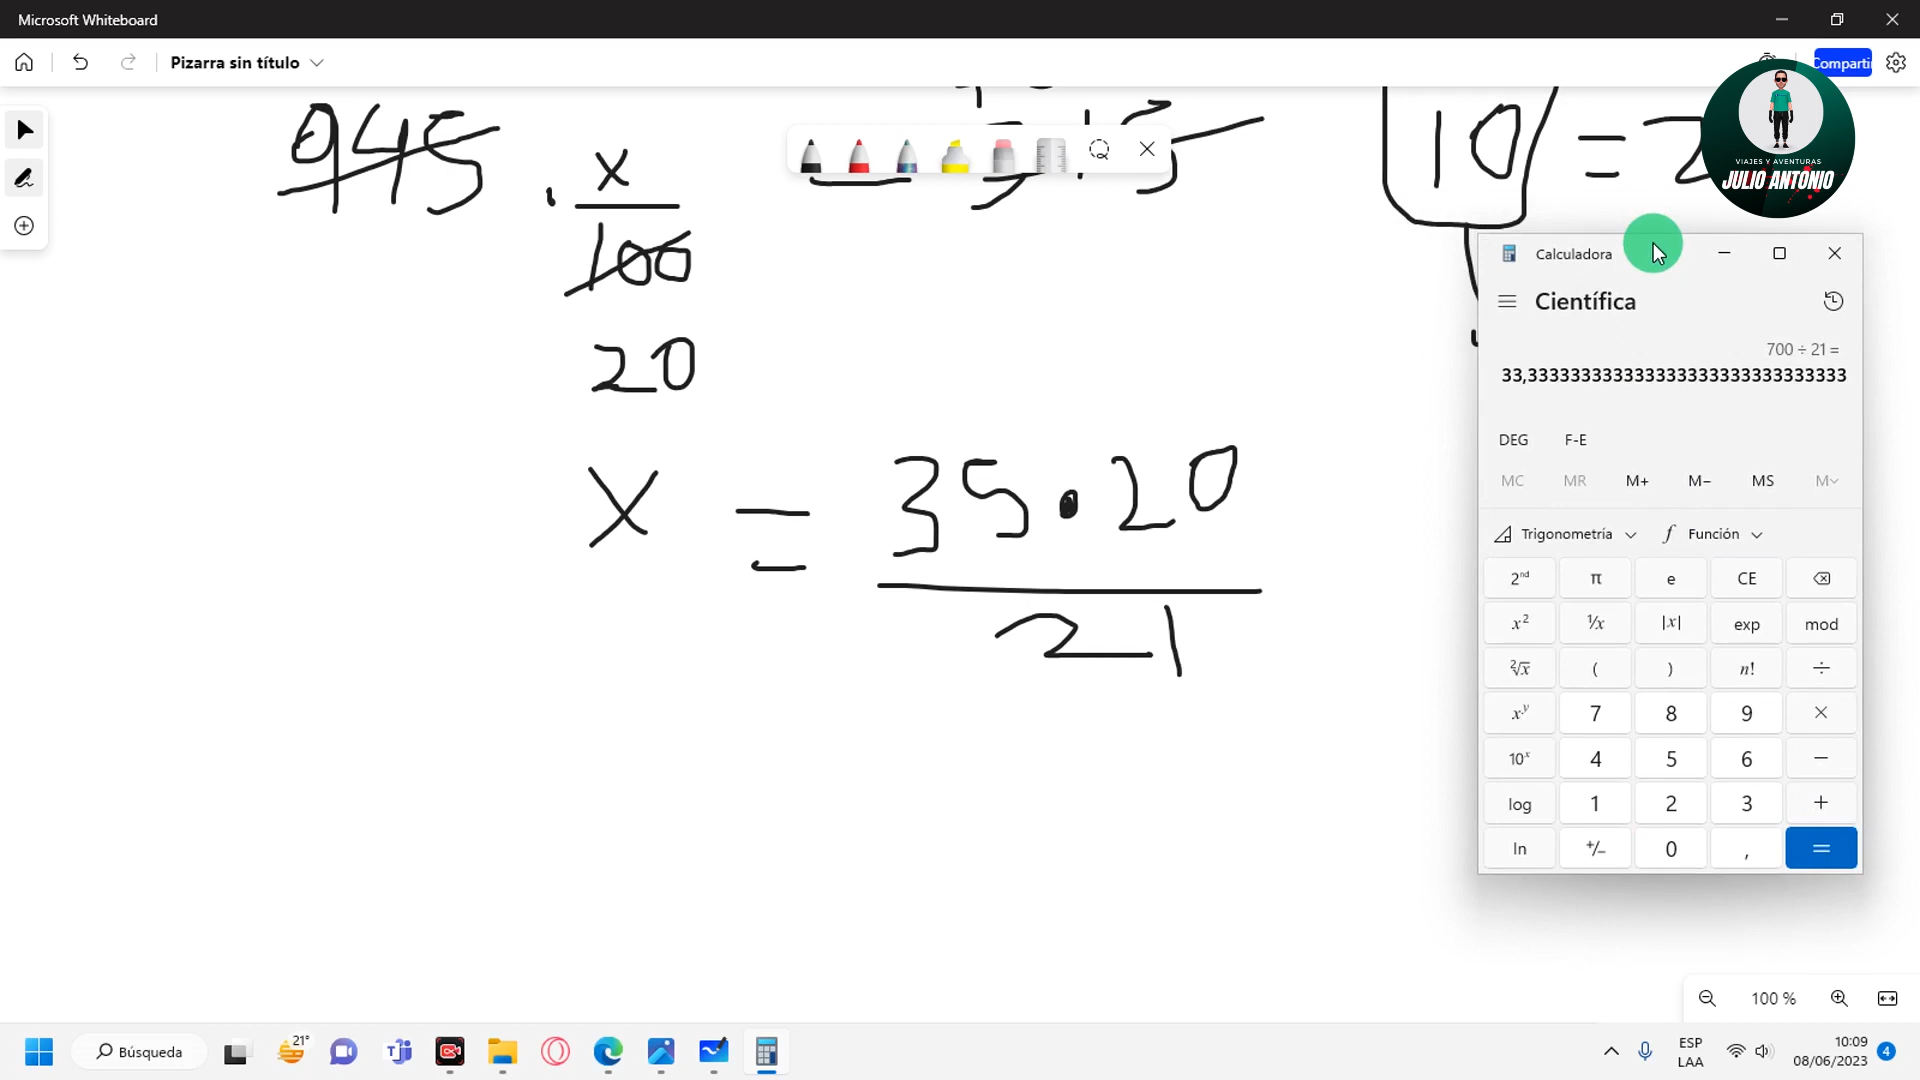 Microsoft Whiteboard
Pizarra sin título
Comparti
945 . x
100
20
10 = 2
VIAJES Y AVENTURAS
JULIO ANTONIO
x = 35.20
21
Calculadora
Científica
700 ÷ 21 =
33,333333333333333333333333333333
DEG F-E
MC MR M+ M− MS M
Trigonometría f Función
2nd π e CE
x² ¹/x |x| exp mod
²√x ( ) n! ÷
xʸ 7 8 9 ×
10ˣ 4 5 6 −
log 1 2 3 +
ln +/− 0 , =
100 %
21°
Búsqueda
ESP
LAA
10:09
08/06/2023
4